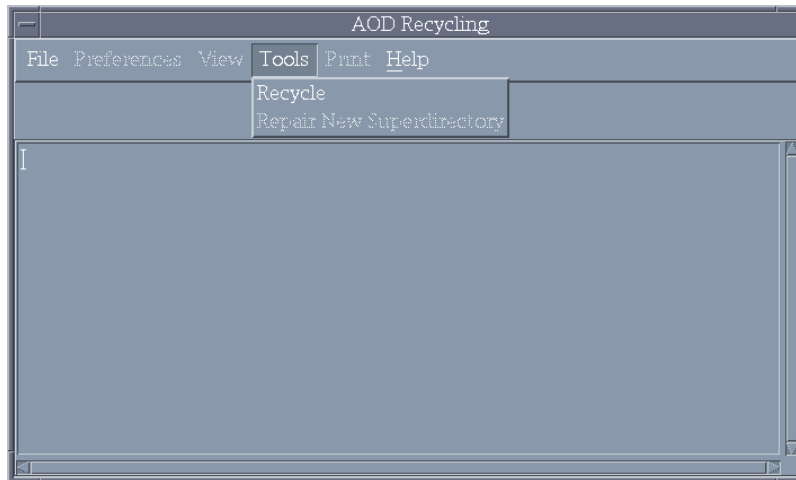 AOD Recycling
File Preferences View Tools Print Help
Recycle
Repair New Superdirectory